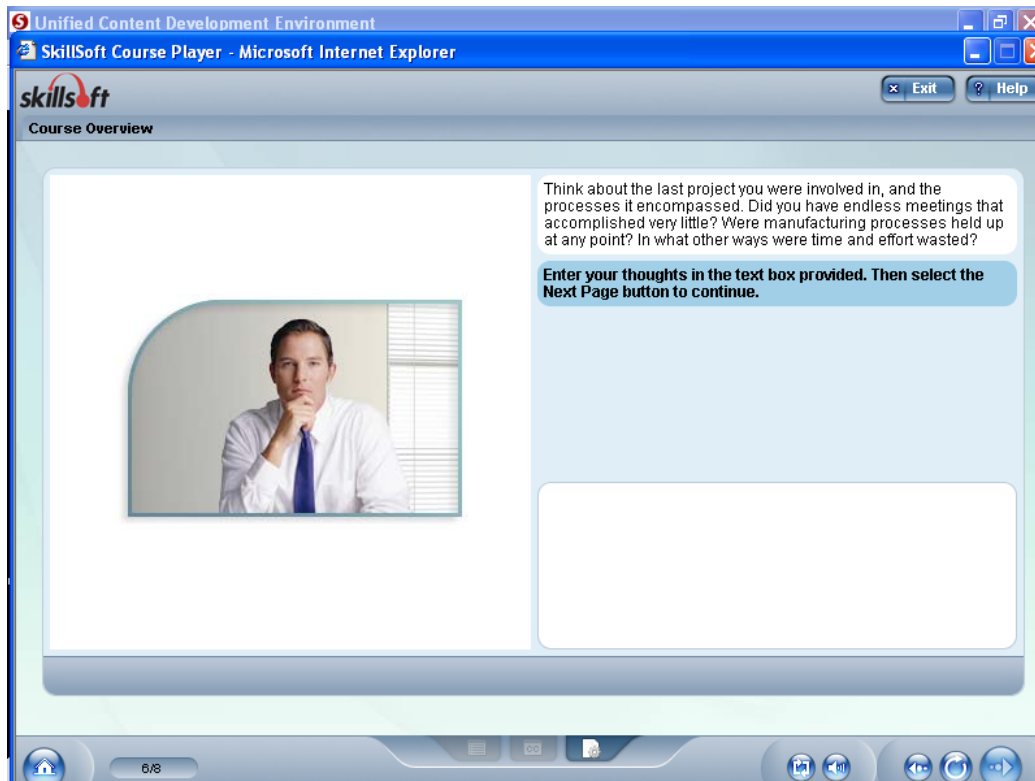 Unified Content Development Environment
SkillSoft Course Player - Microsoft Internet Explorer
skillsoft
Exit
Help
Course Overview
Think about the last project you were involved in, and the
processes it encompassed. Did you have endless meetings that
accomplished very little? Were manufacturing processes held up
at any point? In what other ways were time and effort wasted?
Enter your thoughts in the text box provided. Then select the
Next Page button to continue.
CC
6/8